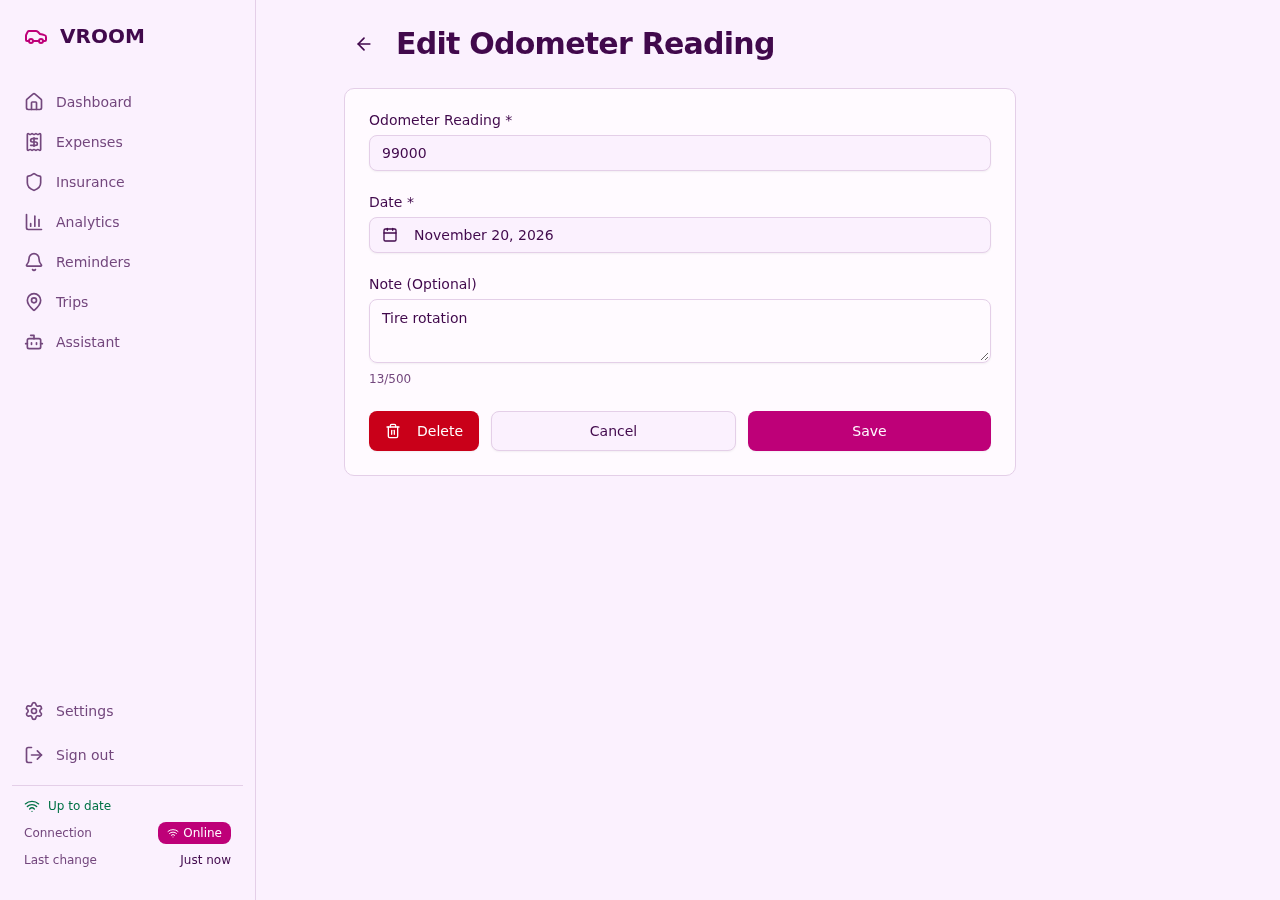 VROOM
Dashboard
Expenses
Insurance
Analytics
Reminders
Trips
Assistant
Settings
Sign out
Up to date
Connection
Online
Last change
Just now
Edit Odometer Reading
Odometer Reading *
99000
Date *
November 20, 2026
Note (Optional)
Tire rotation
13/500
Delete
Cancel
Save